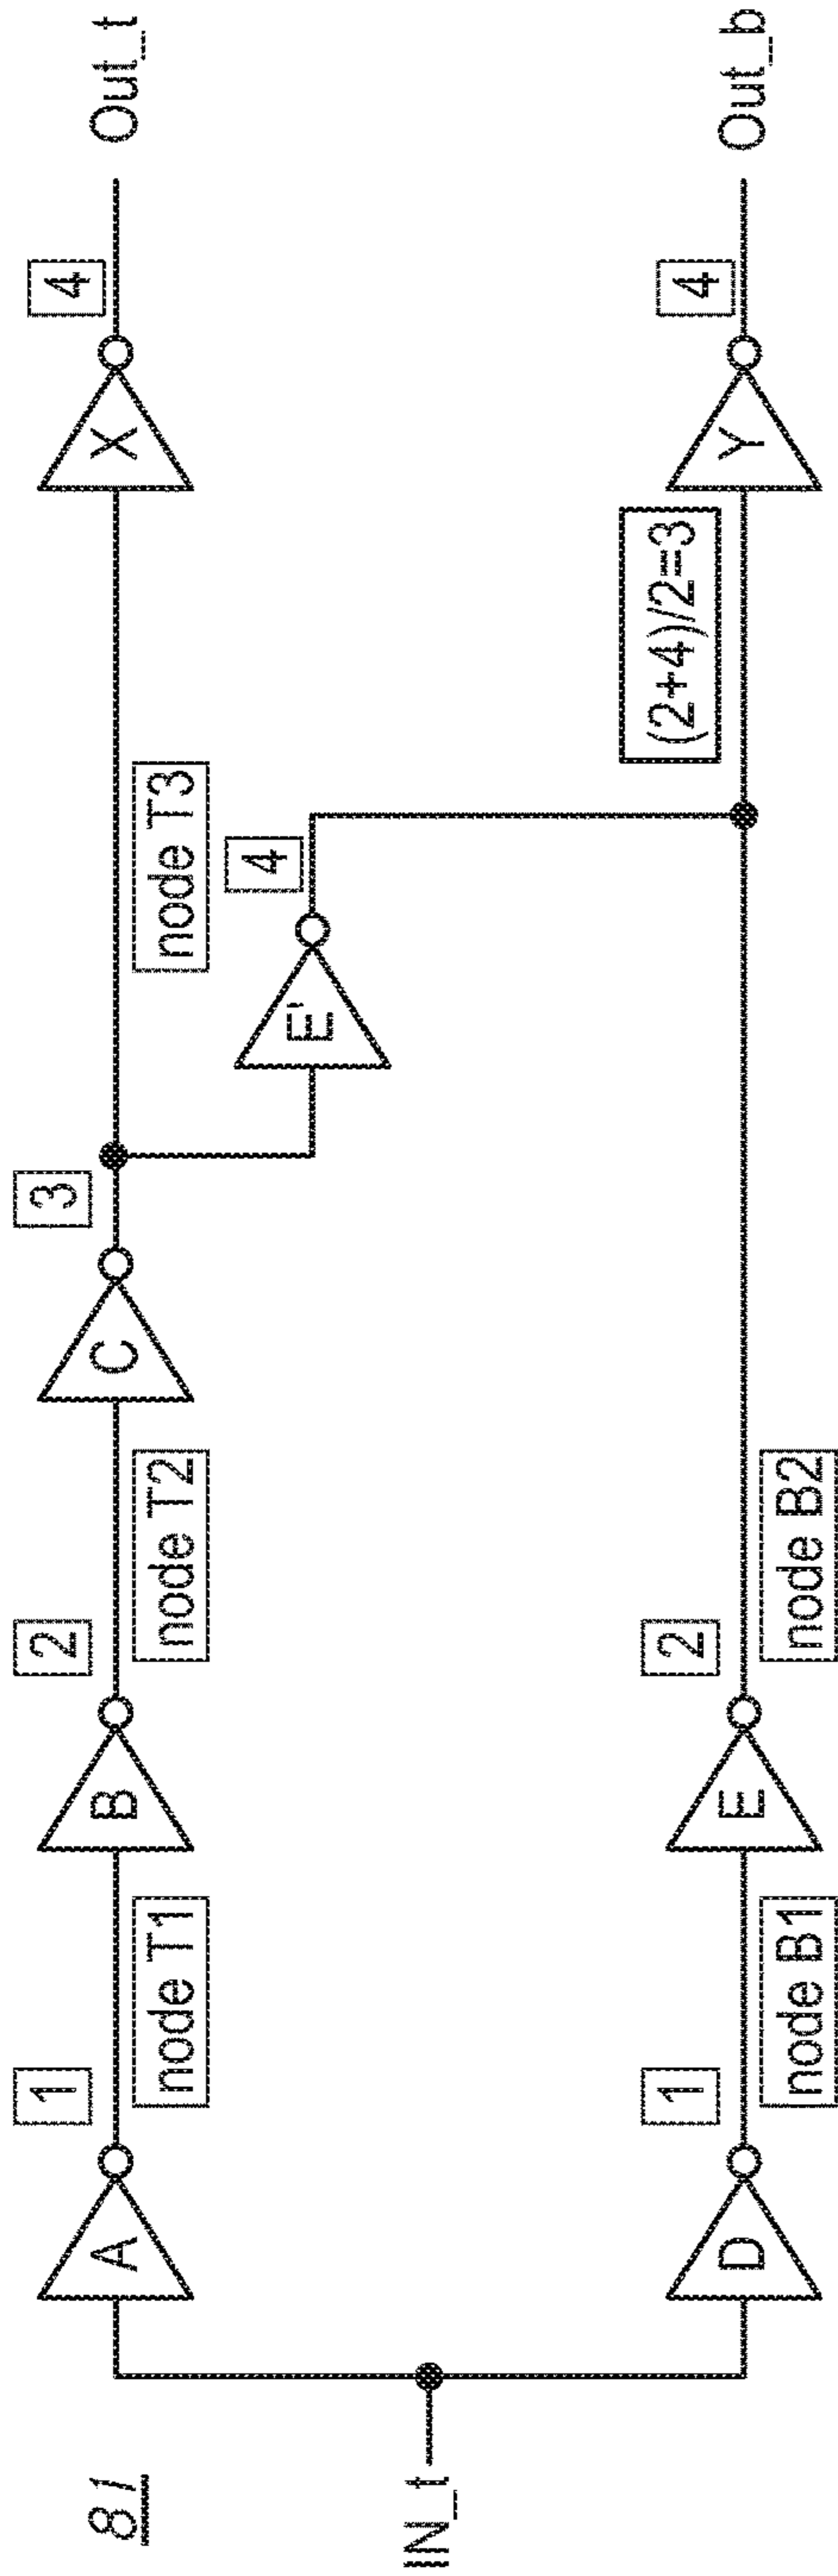 81
IN_t
A
1
node T1
B
2
node T2
C
3
node T3
E'
4
X
4
Out_t
D
1
node B1
E
2
node B2
(2+4)/2=3
Y
4
Out_b